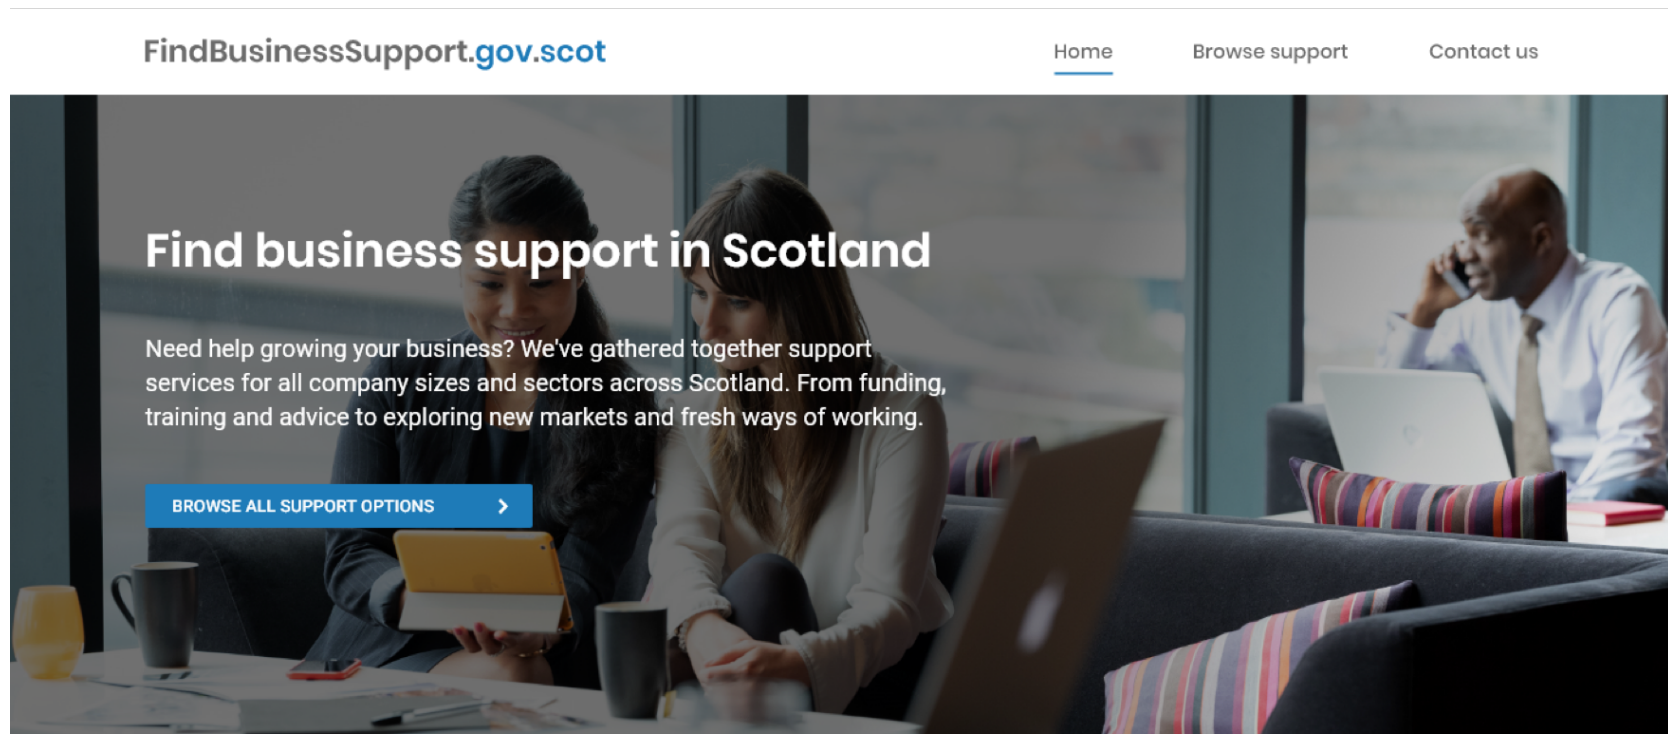 FindBusinessSupport.gov.scot
Home
Browse support
Contact us
Find business support in Scotland
Need help growing your business? We've gathered together support
services for all company sizes and sectors across Scotland. From funding,
training and advice to exploring new markets and fresh ways of working.
BROWSE ALL SUPPORT OPTIONS